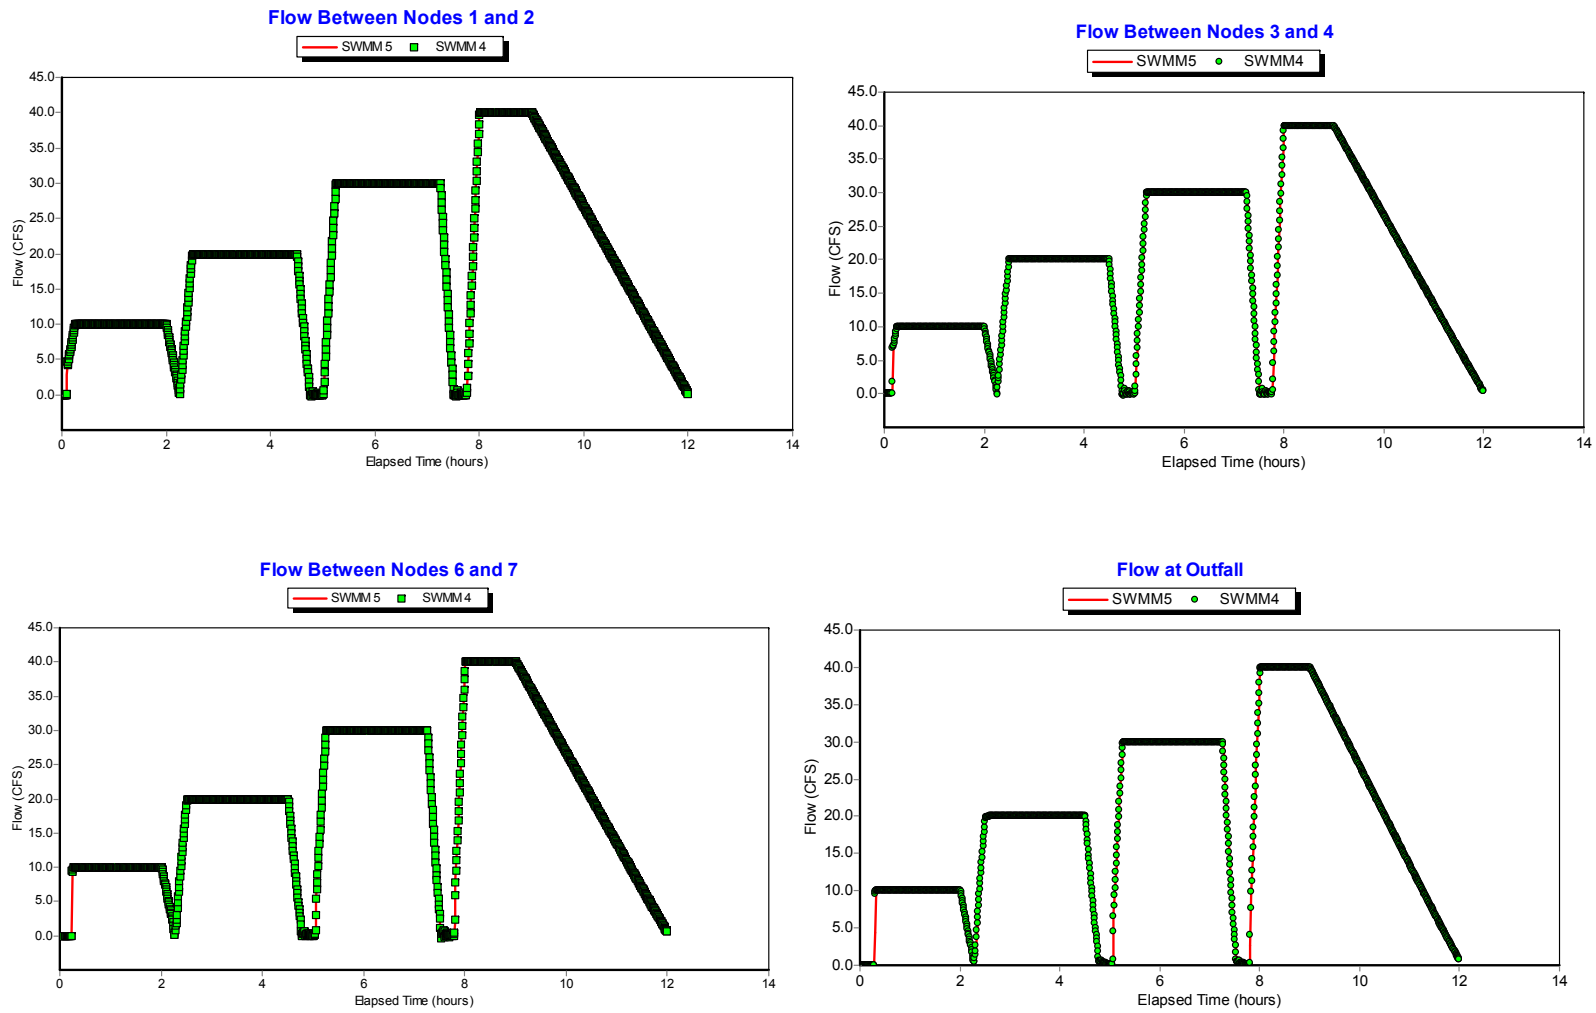 Flow Between Nodes 1 and 2
SWMM 5 SWMM 4
45.0
40.0
35.0
30.0
25.0
20.0
15.0
10.0
5.0
0.0
Flow (CFS)
0 2 4 6 8 10 12 14
Elapsed Time (hours)
Flow Between Nodes 3 and 4
SWMM5 SWMM4
45.0
40.0
35.0
30.0
25.0
20.0
15.0
10.0
5.0
0.0
Flow (CFS)
0 2 4 6 8 10 12 14
Elapsed Time (hours)
Flow Between Nodes 6 and 7
SWMM 5 SWMM 4
45.0
40.0
35.0
30.0
25.0
20.0
15.0
10.0
5.0
0.0
Flow (CFS)
0 2 4 6 8 10 12 14
Elapsed Time (hours)
Flow at Outfall
SWMM5 SWMM4
45.0
40.0
35.0
30.0
25.0
20.0
15.0
10.0
5.0
0.0
Flow (CFS)
0 2 4 6 8 10 12 14
Elapsed Time (hours)